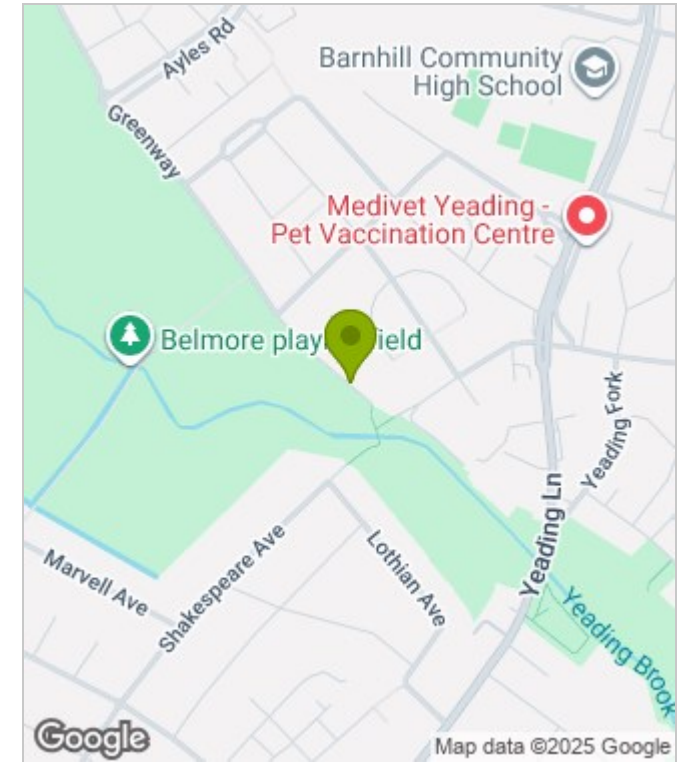 Ayles Rd
Barnhill Community
High School
Greenway
Medivet Yeading -
Pet Vaccination Centre
Belmore play ield
Yeading Fork
Yeading Ln
Shakespeare Ave
Lothian Ave
Marvell Ave
Yeading Brook
Google
Map data ©2025 Google